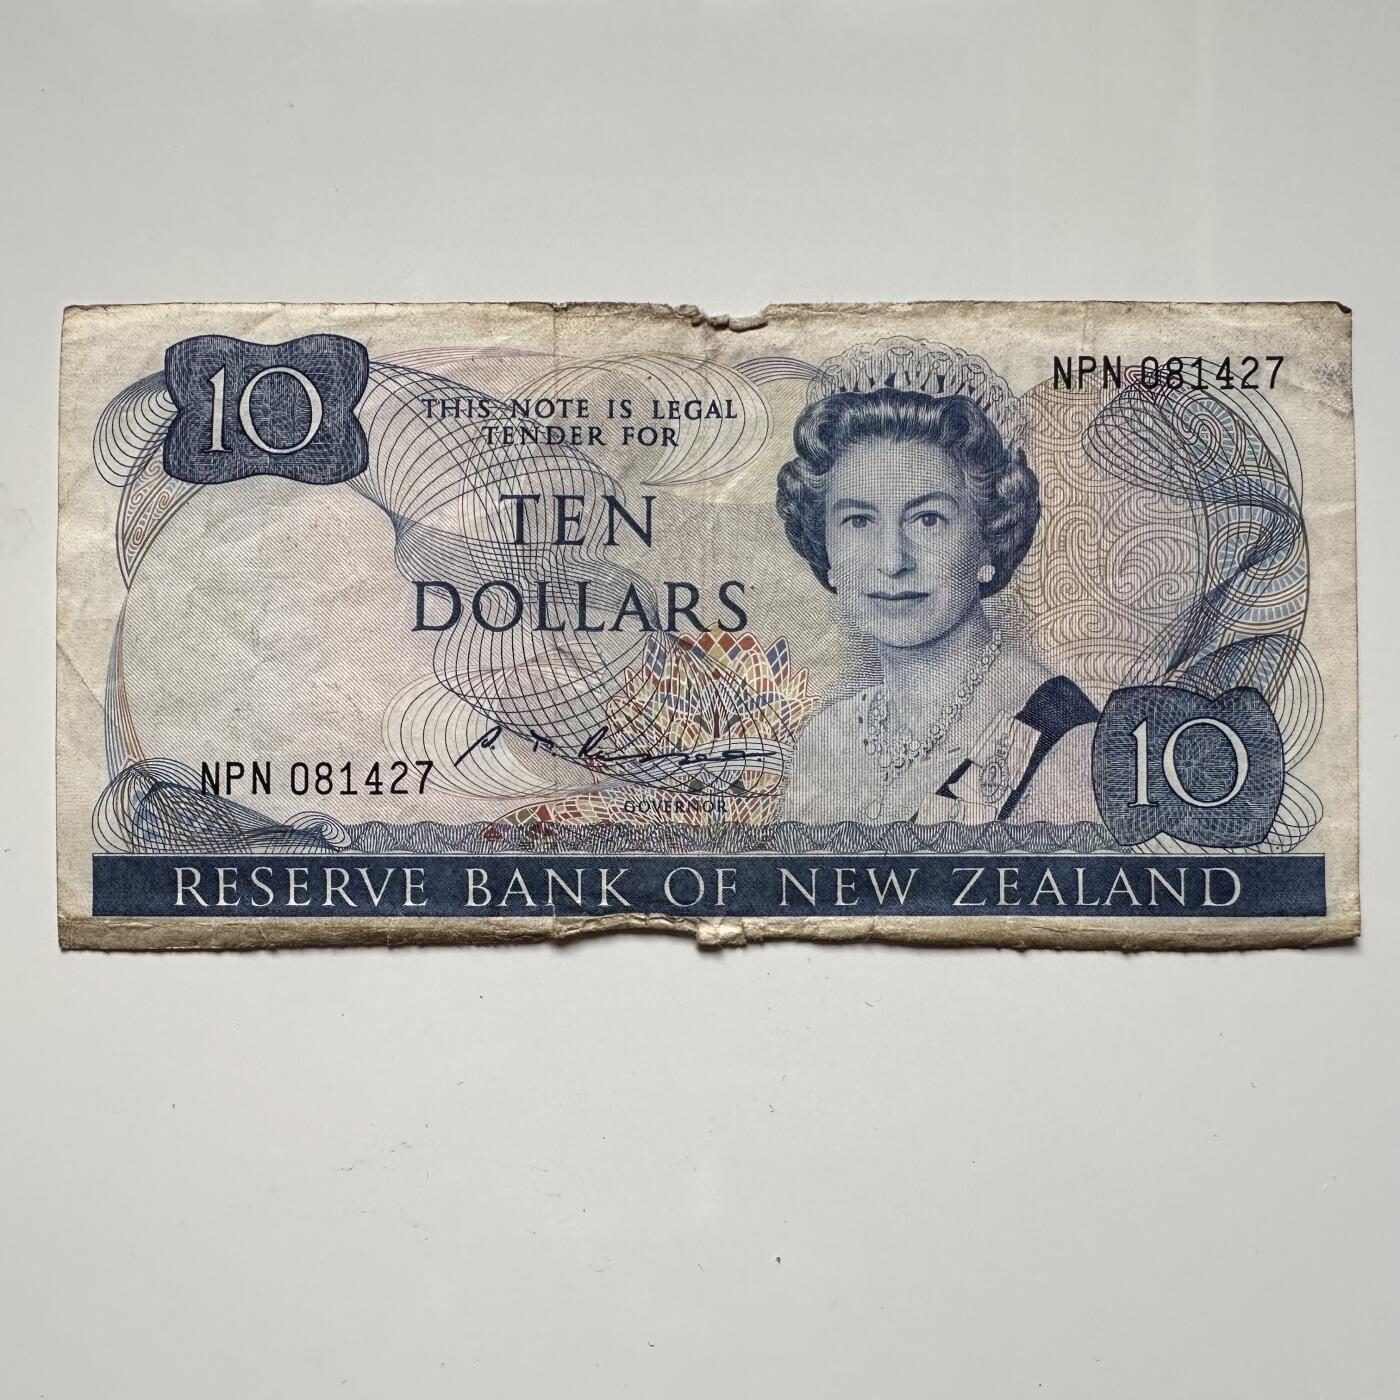 10
NPN 081427
THIS NOTE IS LEGAL
TENDER FOR
TEN
DOLLARS
NPN 081427
GOVERNOR
10
RESERVE BANK OF NEW ZEALAND